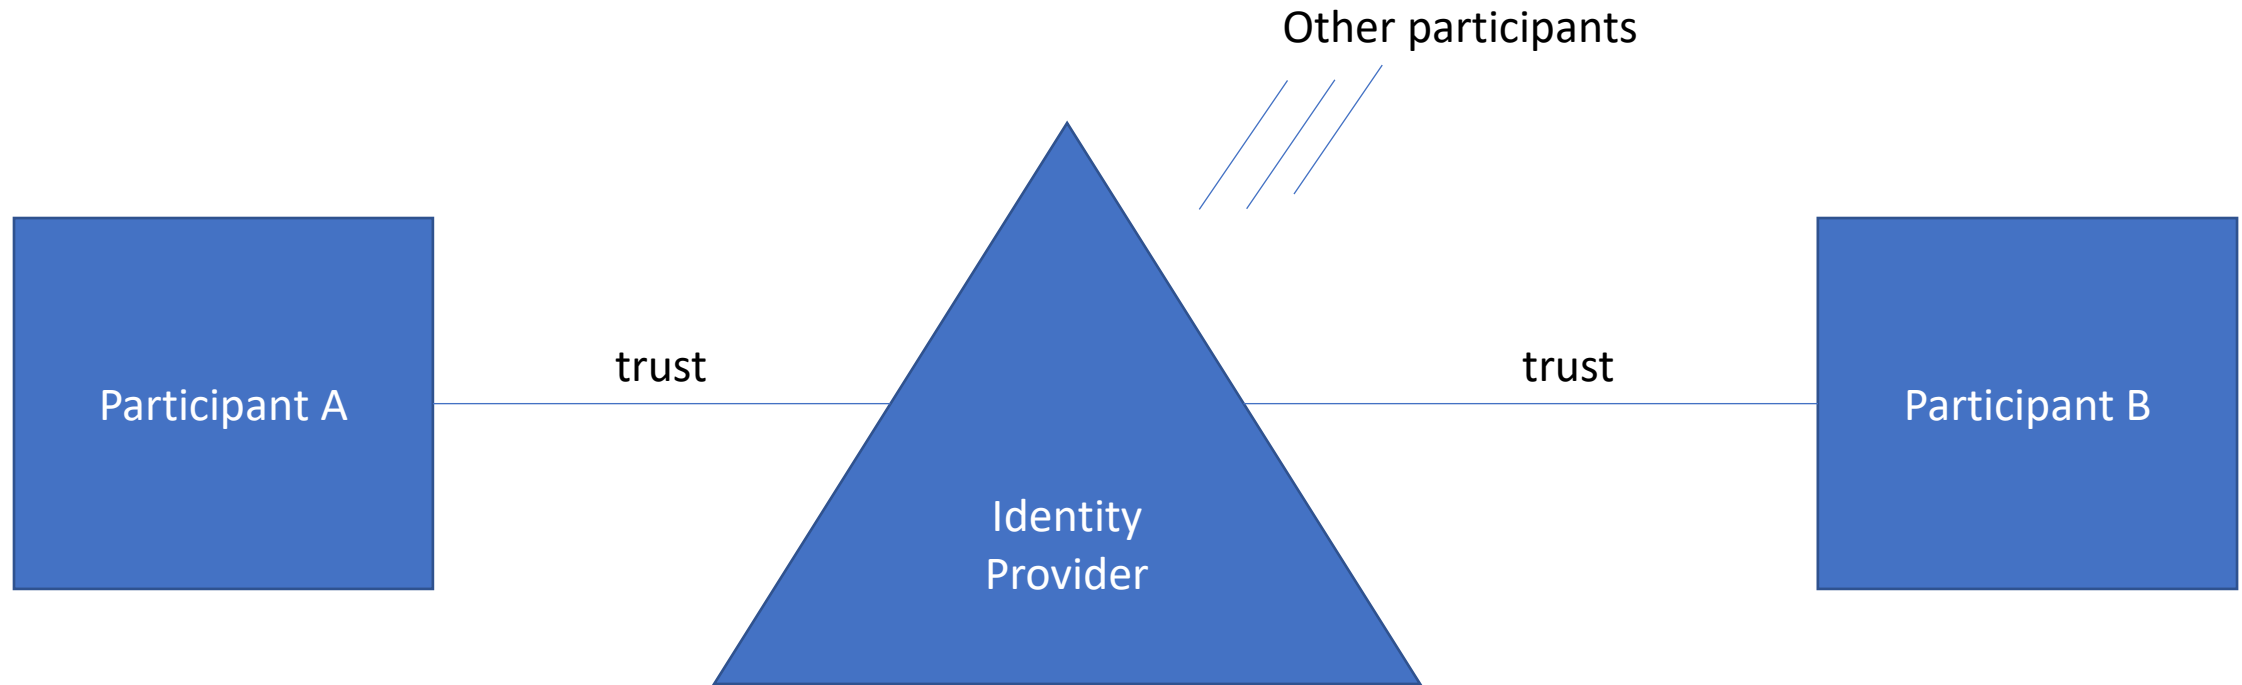 Other participants
trust
trust
Participant A
Participant B
Identity
Provider